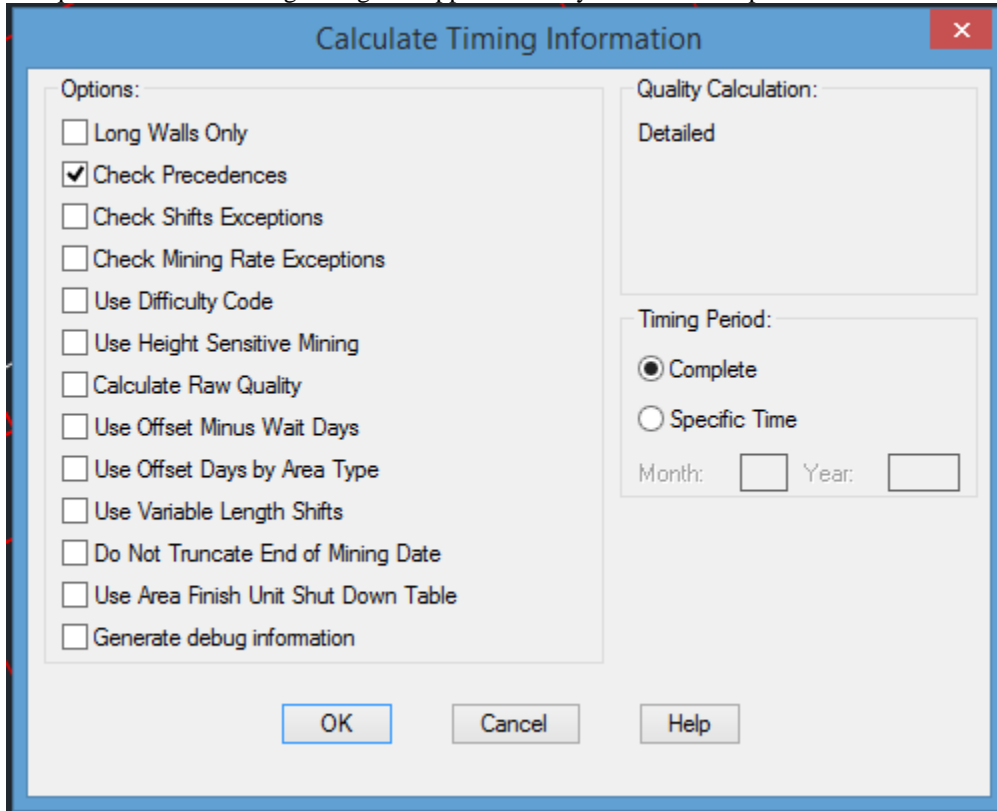 Calculate Timing Information
Options:
Long Walls Only
Check Precedences
Check Shifts Exceptions
Check Mining Rate Exceptions
Use Difficulty Code
Use Height Sensitive Mining
Calculate Raw Quality
Use Offset Minus Wait Days
Use Offset Days by Area Type
Use Variable Length Shifts
Do Not Truncate End of Mining Date
Use Area Finish Unit Shut Down Table
Generate debug information
Quality Calculation:
Detailed
Timing Period:
Complete
Specific Time
Month: Year:
OK Cancel Help